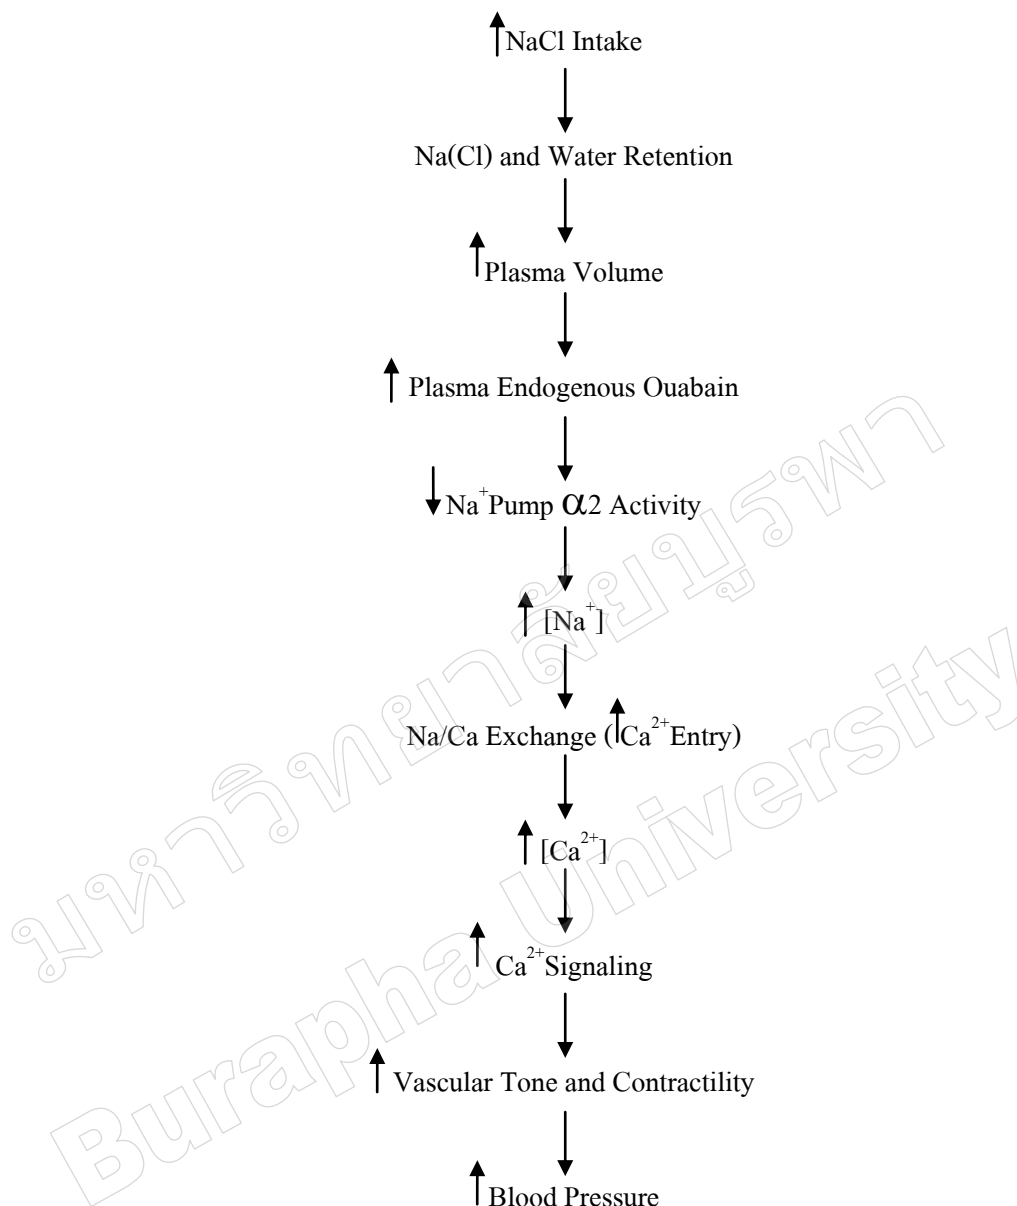 ↑NaCl Intake
Na(Cl) and Water Retention
↑Plasma Volume
↑ Plasma Endogenous Ouabain
↓ Na⁺Pump α2 Activity
↑ [Na⁺]
Na/Ca Exchange (↑Ca²⁺Entry)
↑ [Ca²⁺]
↑ Ca²⁺Signaling
↑ Vascular Tone and Contractility
↑ Blood Pressure
มหาวิทยาลัยบูรพา
Burapha University